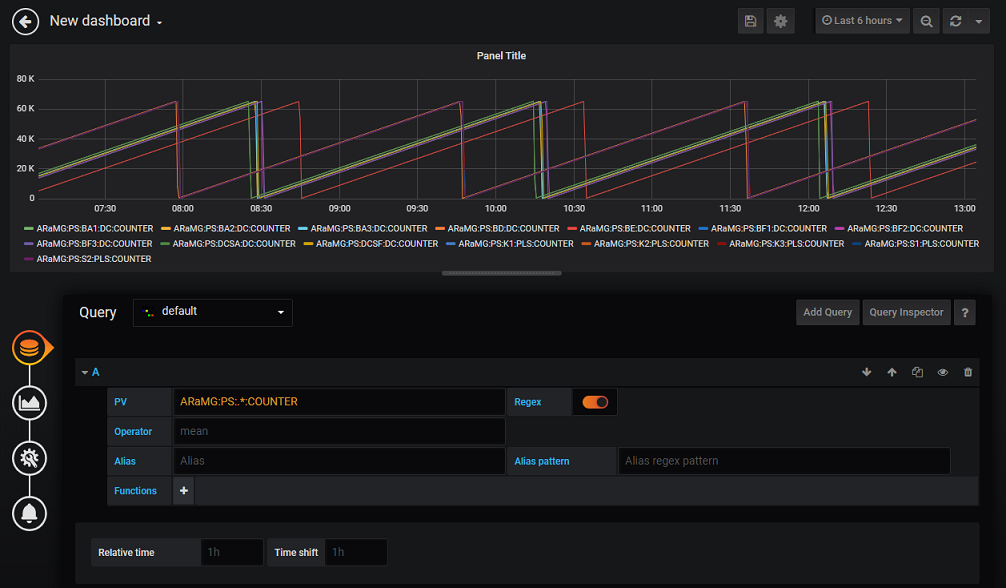 New dashboard
Last 6 hours
Panel Title
80 K
60 K
40 K
20 K
0
07:30 08:00 08:30 09:00 09:30 10:00 10:30 11:00 11:30 12:00 12:30 13:00
ARaMG:PS:BA1:DC:COUNTER ARaMG:PS:BA2:DC:COUNTER ARaMG:PS:BA3:DC:COUNTER ARaMG:PS:BD:DC:COUNTER ARaMG:PS:BE:DC:COUNTER ARaMG:PS:BF1:DC:COUNTER ARaMG:PS:BF2:DC:COUNTER
ARaMG:PS:BF3:DC:COUNTER ARaMG:PS:DCSA:DC:COUNTER ARaMG:PS:DCSF:DC:COUNTER ARaMG:PS:K1:PLS:COUNTER ARaMG:PS:K2:PLS:COUNTER ARaMG:PS:K3:PLS:COUNTER ARaMG:PS:S1:PLS:COUNTER
ARaMG:PS:S2:PLS:COUNTER
Query default Add Query Query Inspector ?
A
PV ARaMG:PS:.*:COUNTER Regex
Operator mean
Alias Alias Alias pattern Alias regex pattern
Functions +
Relative time 1h Time shift 1h